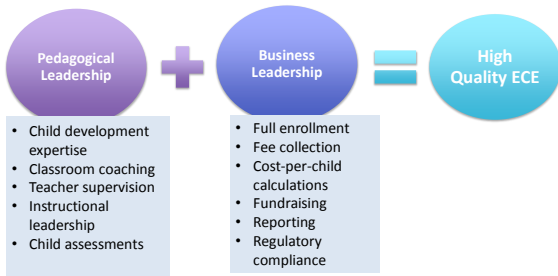 Pedagogical
Leadership
Business
Leadership
High
Quality ECE
• Child development
expertise
• Classroom coaching
• Teacher supervision
• Instructional
leadership
• Child assessments
• Full enrollment
• Fee collection
• Cost-per-child
calculations
• Fundraising
• Reporting
• Regulatory
compliance